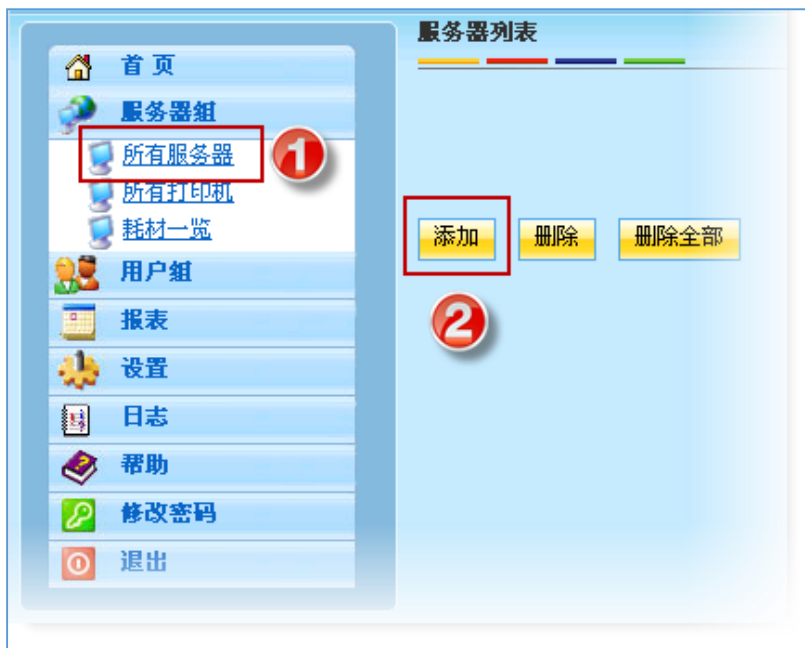 服务器列表
首 页
服务器组
所有服务器
1
所有打印机
耗材一览
添加
删除
删除全部
用户组
2
报表
设置
日志
帮助
修改密码
退出